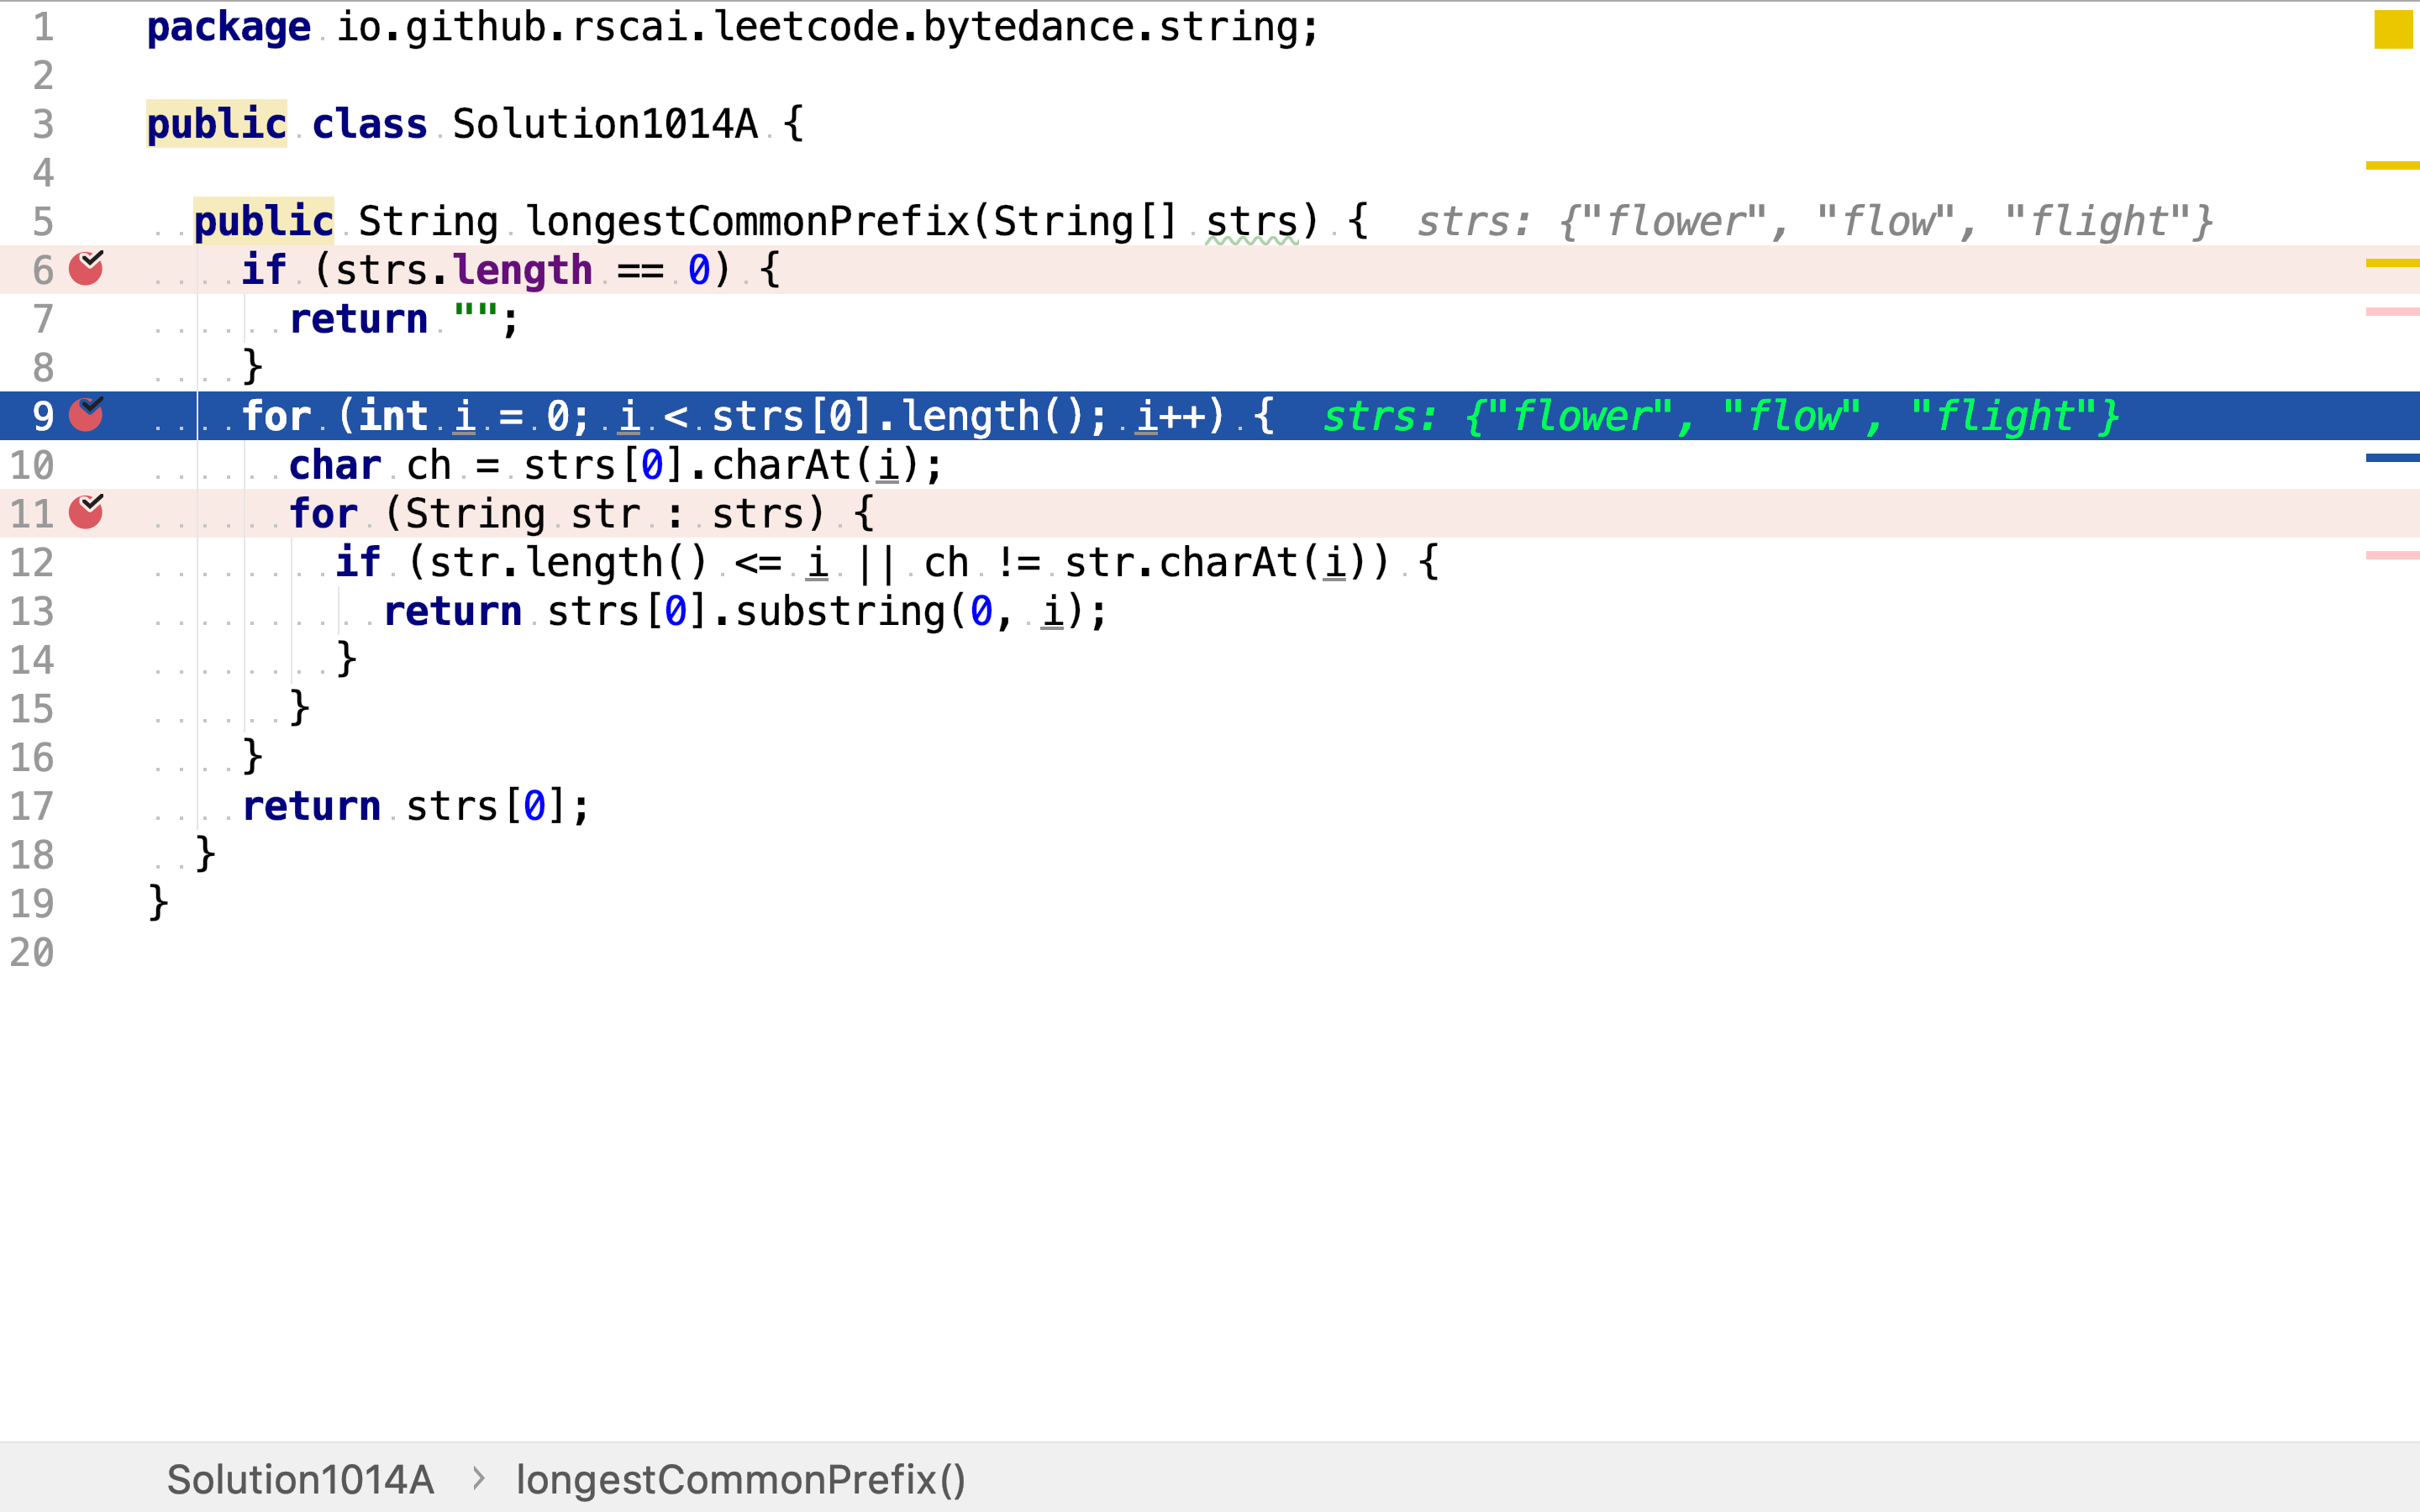 1 package io.github.rscai.leetcode.bytedance.string;
2
3 public class Solution1014A {
4
5 public String longestCommonPrefix(String[] strs) { strs: {"flower", "flow", "flight"}
6 if (strs.length == 0) {
7 return "";
8 }
9 for (int i = 0; i < strs[0].length(); i++) { strs: {"flower", "flow", "flight"}
10 char ch = strs[0].charAt(i);
11 for (String str : strs) {
12 if (str.length() <= i || ch != str.charAt(i)) {
13 return strs[0].substring(0, i);
14 }
15 }
16 }
17 return strs[0];
18 }
19 }
20
Solution1014A > longestCommonPrefix()